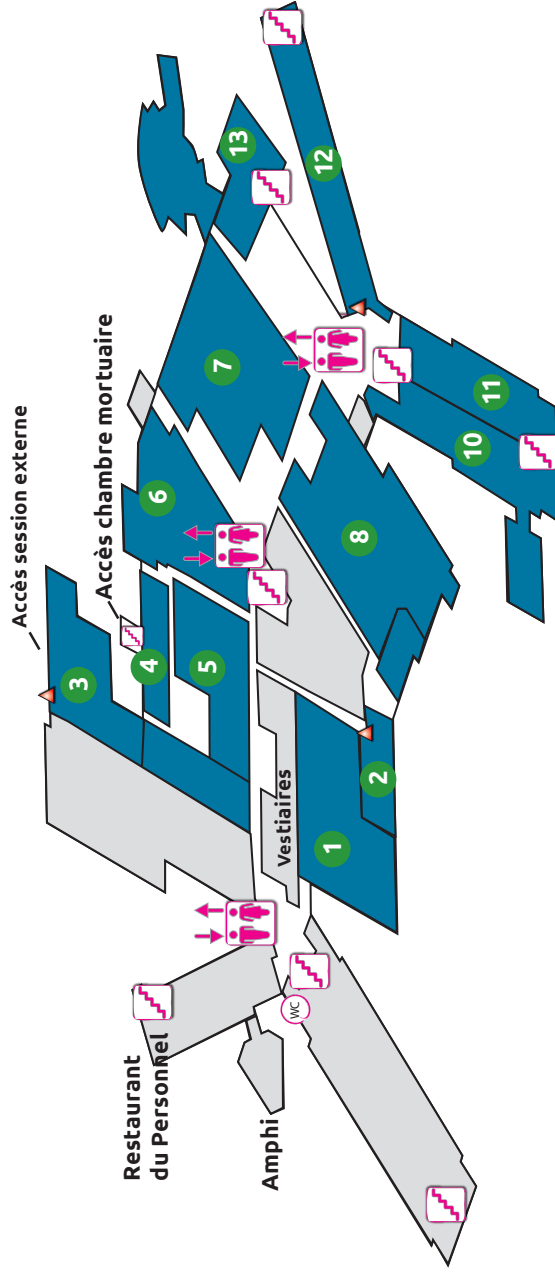 Accès session externe
Accès chambre mortuaire
13
12
7
6
3
4
5
11
10
8
2
1
Vestiaires
WC
Restaurant
du Personnel
Amphi